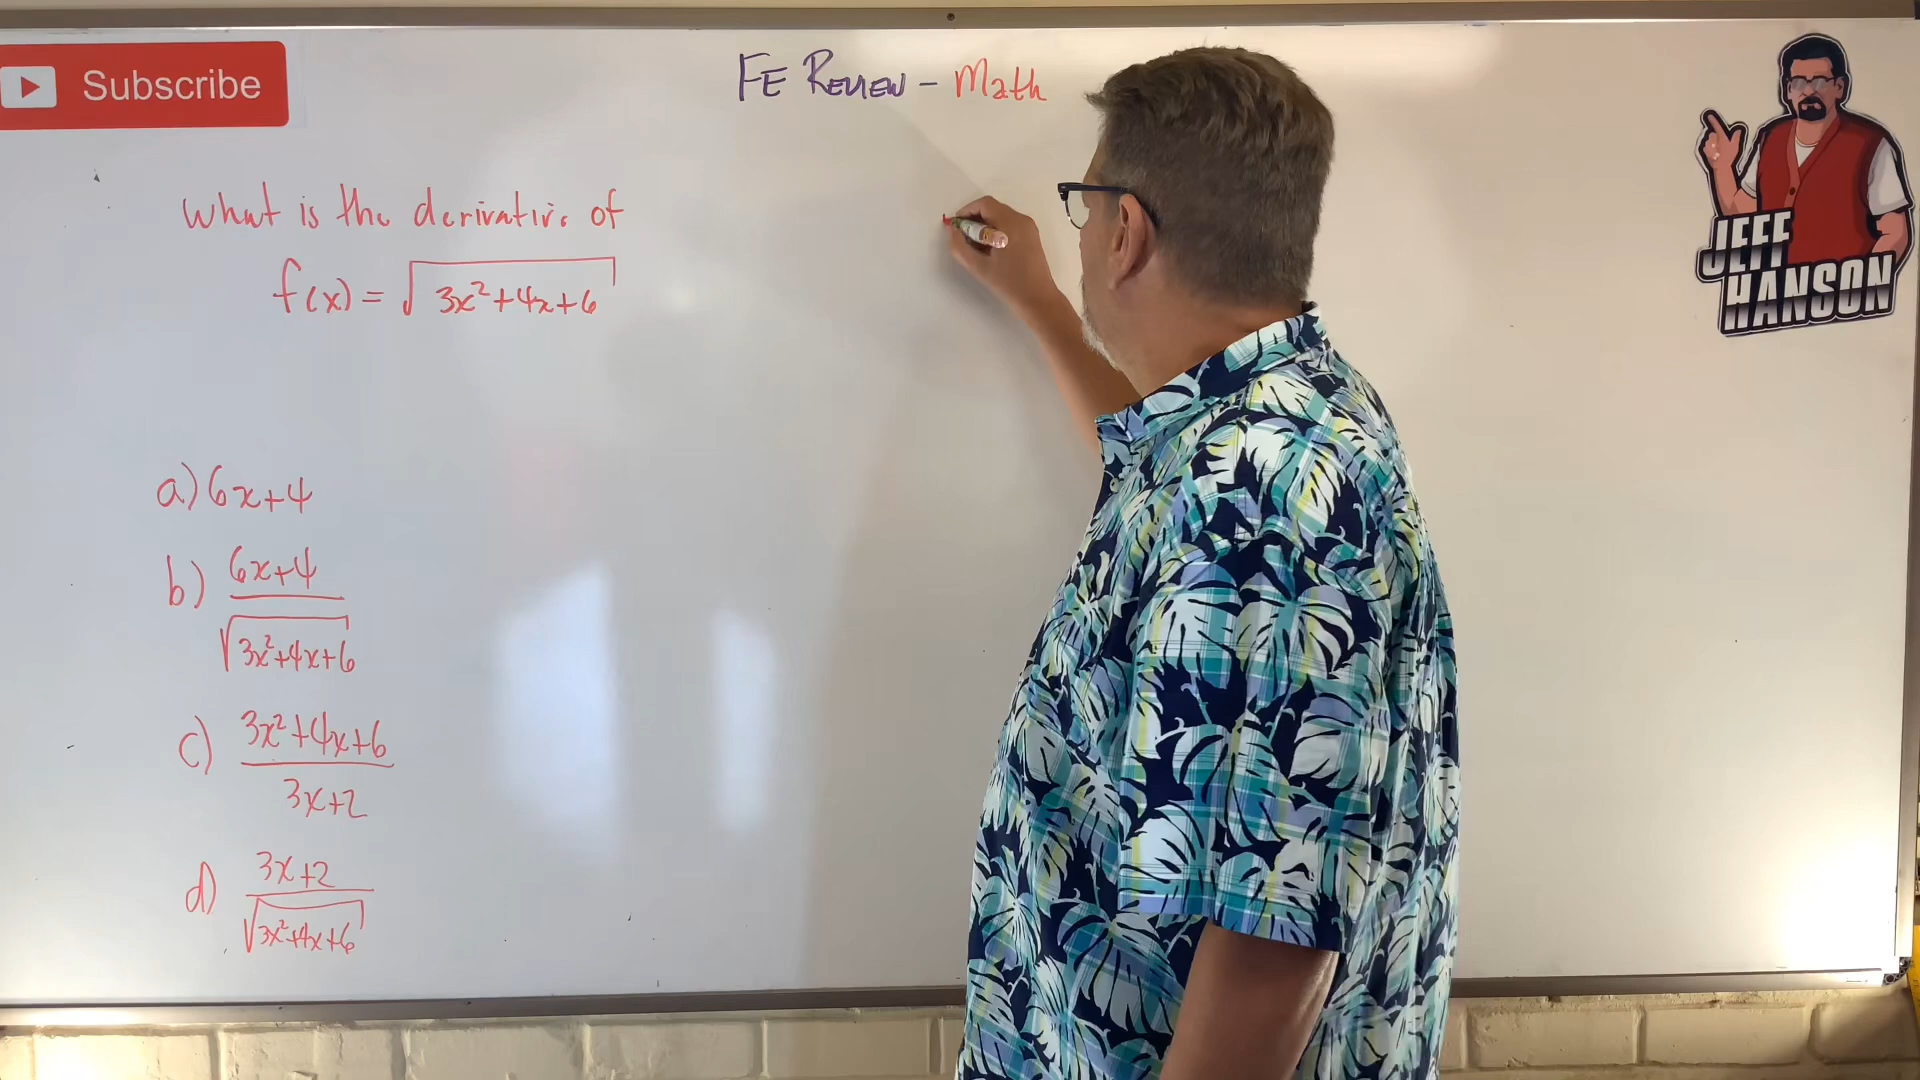 Subscribe
FE REVIEW - Math
JEFF
HANSON
What is the derivative of
f(x) = √3x²+4x+6
a) 6x+4
b) 6x+4
√3x²+4x+6
c) 3x²+4x+6
3x+2
d) 3x+2
√3x²+4x+6